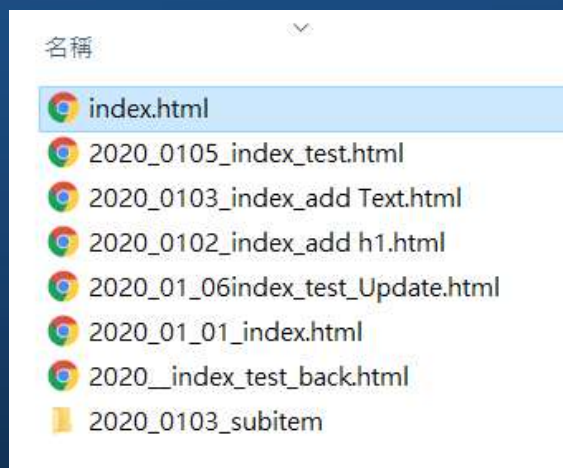 名稱
index.html
2020_0105_index_test.html
2020_0103_index_add Text.html
2020_0102_index_add h1.html
2020_01_06index_test_Update.html
2020_01_01_index.html
2020__index_test_back.html
2020_0103_subitem